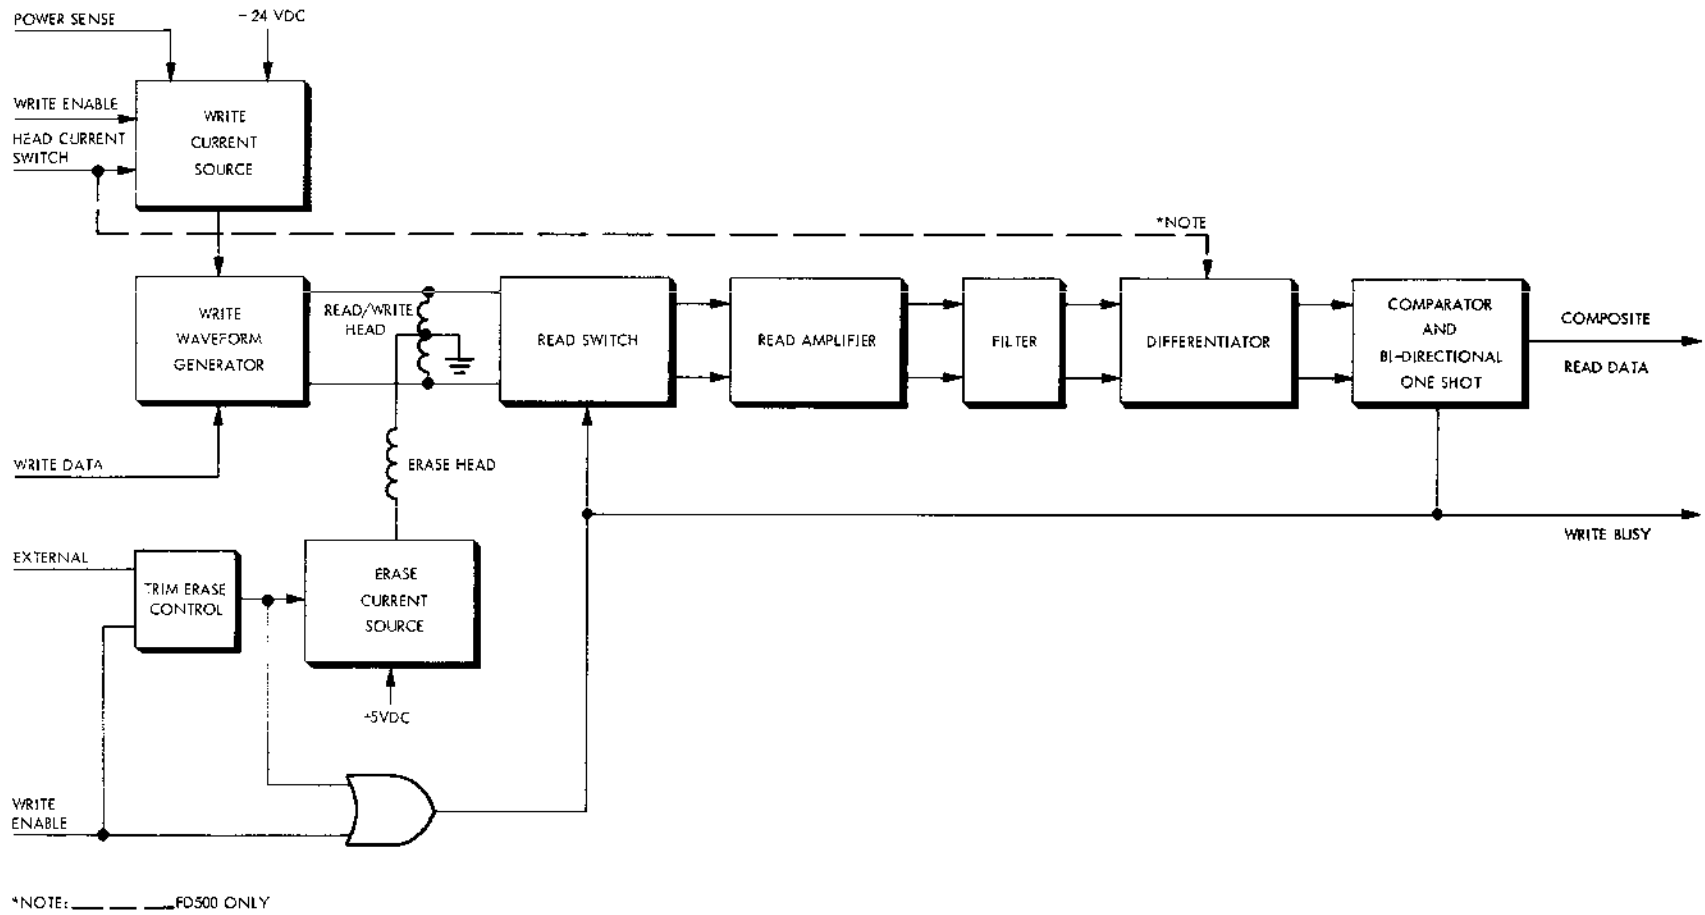 POWER SENSE
- 24 VDC
WRITE ENABLE
HEAD CURRENT
SWITCH
WRITE
CURRENT
SOURCE
*NOTE
WRITE
WAVEFORM
GENERATOR
READ/WRITE
HEAD
READ SWITCH
READ AMPLIFIER
FILTER
DIFFERENTIATOR
COMPARATOR
AND
BI-DIRECTIONAL
ONE SHOT
COMPOSITE
READ DATA
WRITE DATA
ERASE HEAD
WRITE BUSY
EXTERNAL
TRIM ERASE
CONTROL
ERASE
CURRENT
SOURCE
+5VDC
WRITE
ENABLE
*NOTE: FD500 ONLY